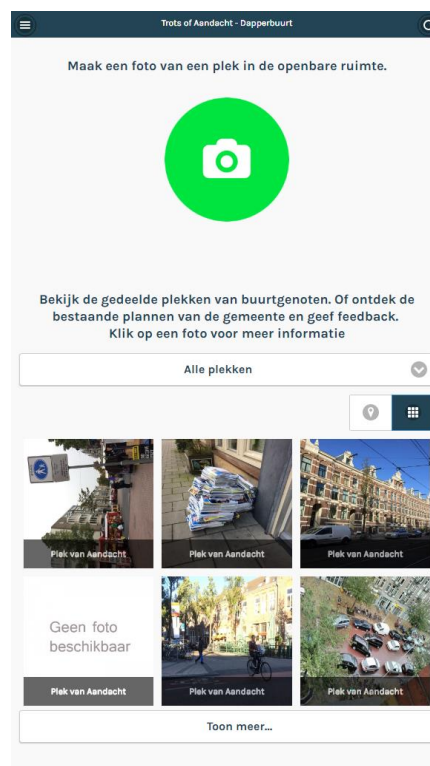 Trots of Aandacht - Dapperbuurt
Maak een foto van een plek in de openbare ruimte.
Bekijk de gedeelde plekken van buurtgenoten. Of ontdek de
bestaande plannen van de gemeente en geef feedback.
Klik op een foto voor meer informatie
Alle plekken
Plek van Aandacht
Plek van Aandacht
Plek van Aandacht
Geen foto
beschikbaar
Plek van Aandacht
Plek van Aandacht
Plek van Aandacht
Toon meer...